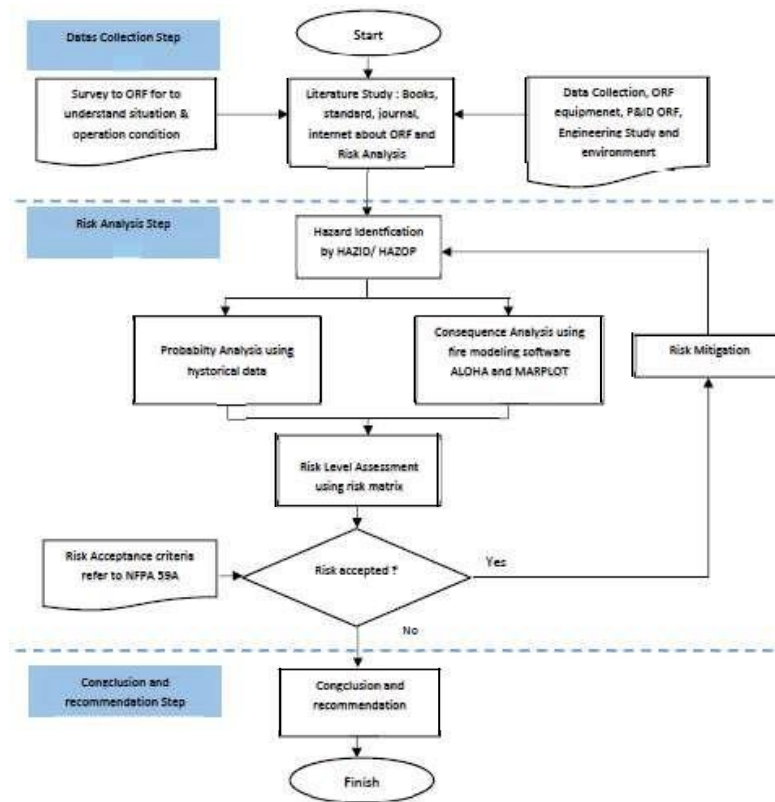 Datas Collection Step
Start
Survey to ORF for to
understand situation &
operation condition
Literature Study : Books,
standard, journal,
internet about ORF and
Risk Analysis
Data Collection, ORF
equipmenet, P&ID ORF,
Engineering Study and
environmenrt
Risk Analysis Step
Hazard Identfication
by HAZID/ HAZOP
Probabilty Analysis using
hystorical data
Consequence Analysis using
fire modeling software
ALOHA and MARPLOT
Risk Mitigation
Risk Level Assessment
using risk matrix
Risk Acceptance criteria
refer to NFPA 59A
Risk accepted ?
Yes
No
Congclusion and
recommendation Step
Congclusion and
recommendation
Finish